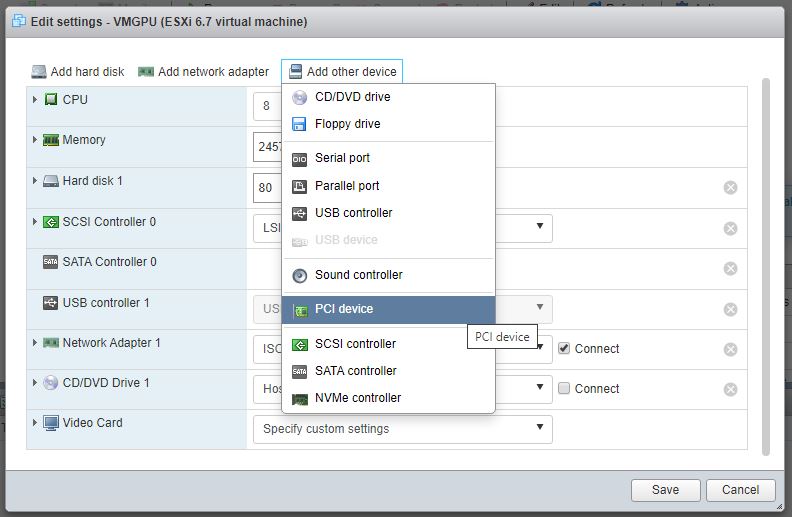 Edit settings - VMGPU (ESXi 6.7 virtual machine)
Add hard disk Add network adapter Add other device
CPU 8
CD/DVD drive
Floppy drive
Memory 2457
Serial port
Parallel port
Hard disk 1 80
USB controller
SCSI Controller 0 LSI
USB device
SATA Controller 0
Sound controller
USB controller 1 USB
PCI device
PCI device
Network Adapter 1 Connect
SCSI controller
SATA controller
CD/DVD Drive 1 Hos Connect
NVMe controller
Video Card Specify custom settings
Save Cancel